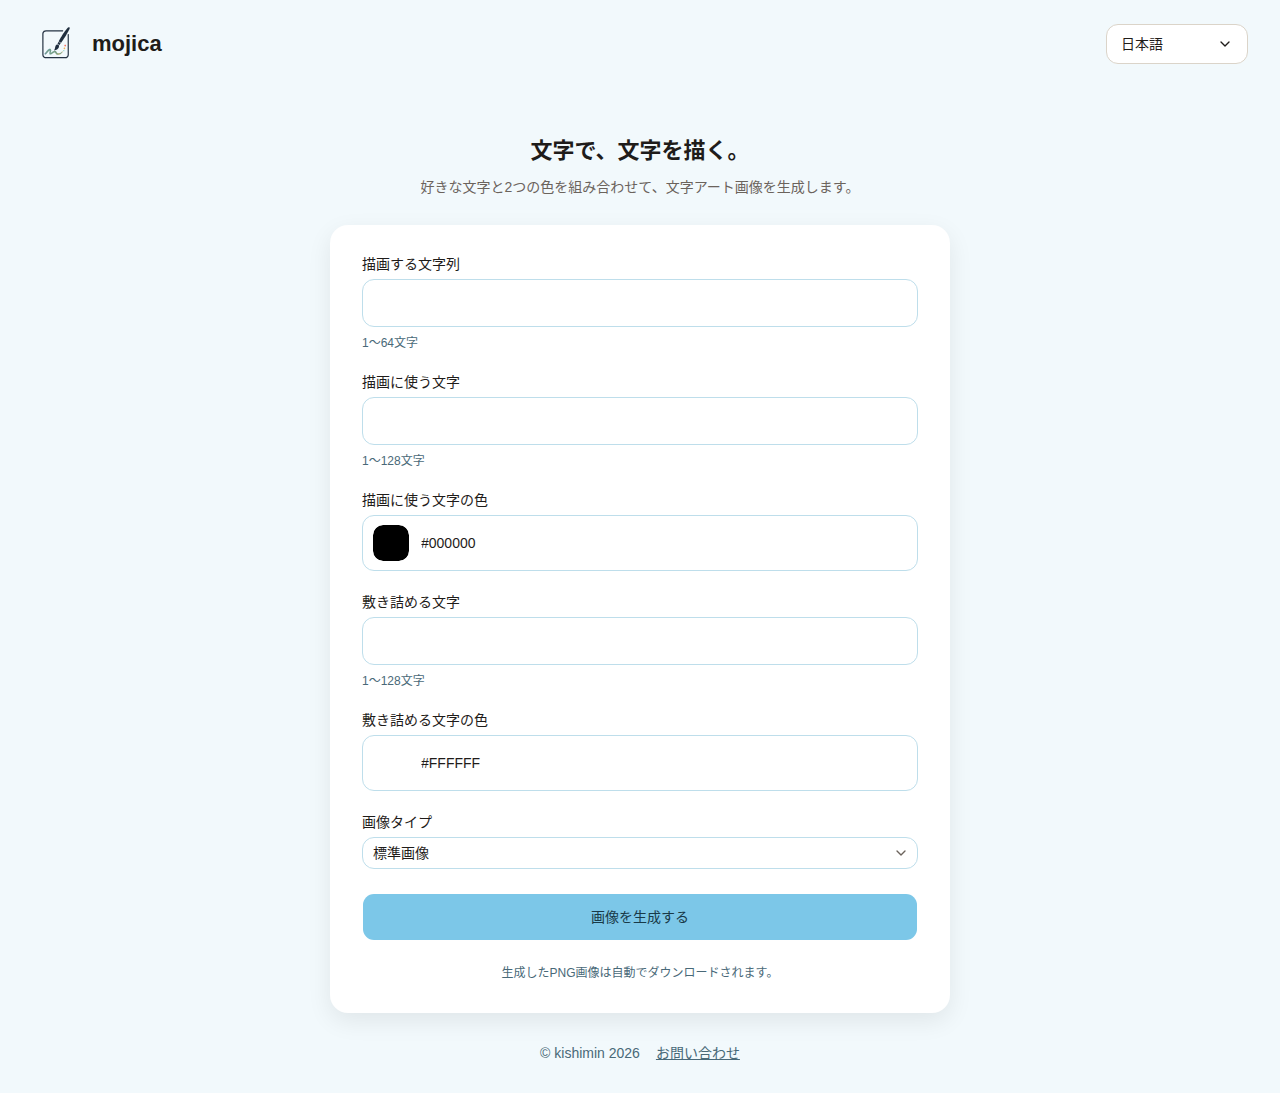 mojica
日本語
文字で、文字を描く。
好きな文字と2つの色を組み合わせて、文字アート画像を生成します。
描画する文字列
1〜64文字
描画に使う文字
1〜128文字
描画に使う文字の色
#000000
敷き詰める文字
1〜128文字
敷き詰める文字の色
#FFFFFF
画像タイプ
標準画像
画像を生成する
生成したPNG画像は自動でダウンロードされます。
© kishimin 2026 お問い合わせ